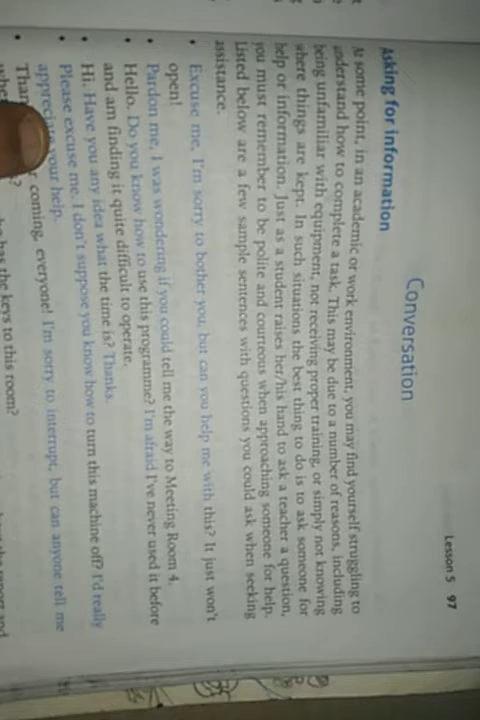 Lesson 5 97
Conversation
Asking for information
At some point, in an academic or work environment, you may find yourself struggling to
understand how to complete a task. This may be due to a number of reasons, including
being unfamiliar with equipment, not receiving proper training, or simply not knowing
where things are kept. In such situations the best thing to do is to ask someone for
help or information. Just as a student raises her/his hand to ask a teacher a question,
you must remember to be polite and courteous when approaching someone for help.
Listed below are a few sample sentences with questions you could ask when seeking
assistance.
• Excuse me, I'm sorry to bother you, but can you help me with this? It just won't
open!
• Pardon me, I was wondering if you could tell me the way to Meeting Room 4.
• Hello. Do you know how to use this programme? I'm afraid I've never used it before
and am finding it quite difficult to operate.
• Hi. Have you any idea what the time is? Thanks.
• Please excuse me, I don't suppose you know how to turn this machine off? I'd really
appreciate your help.
• coming, everyone! I'm sorry to interrupt, but can anyone tell me
has the keys to this room?